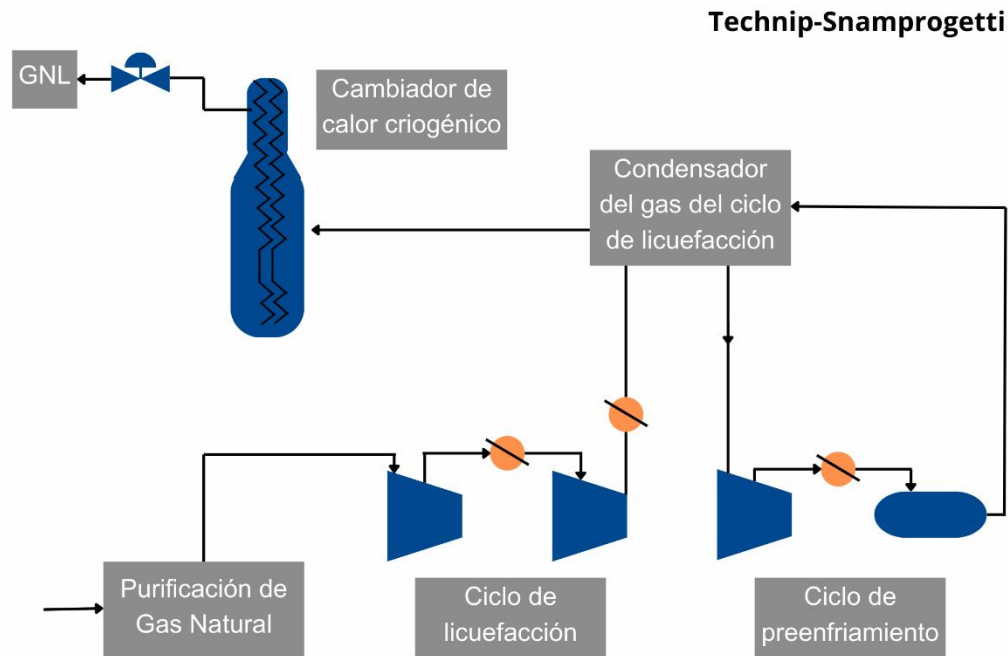 Technip-Snamprogetti
GNL
Cambiador de
calor criogénico
Condensador
del gas del ciclo
de licuefacción
Purificación de
Gas Natural
Ciclo de
licuefacción
Ciclo de
preenfriamiento